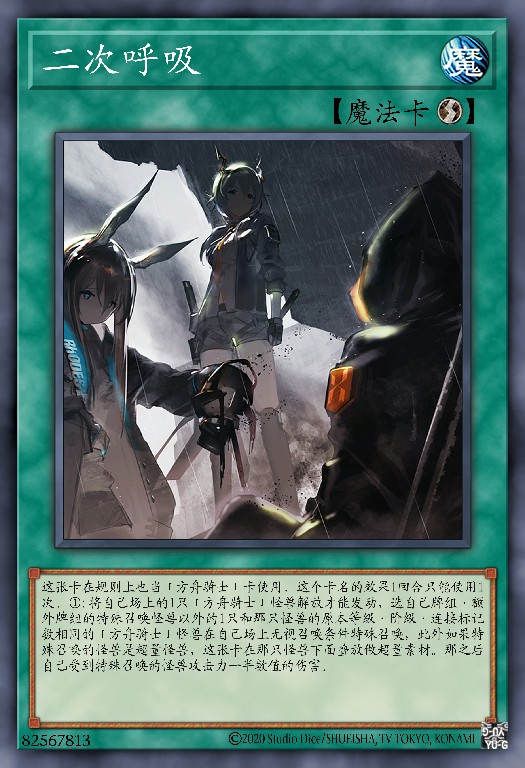 二次呼吸
魔
【魔法卡】
RHODES
这张卡在规则上也当「方舟骑士」卡使用。这个卡名的效果1回合只能使用1
次。①:将自己场上的1只「方舟骑士」怪兽解放才能发动。选自己牌组·额
外牌组的特殊召唤怪兽以外的1只和那只怪兽的原本等级·阶级·连接标记
数相同的「方舟骑士」怪兽在自己场上无视召唤条件特殊召唤,此外如果特
殊召唤的怪兽是超量怪兽,这张卡在那只怪兽下面叠放做超量素材。那之后
自己受到特殊召唤的怪兽攻击力一半数值的伤害。
82567813
©2020 Studio Dice/SHUEISHA, TV TOKYO, KONAMI